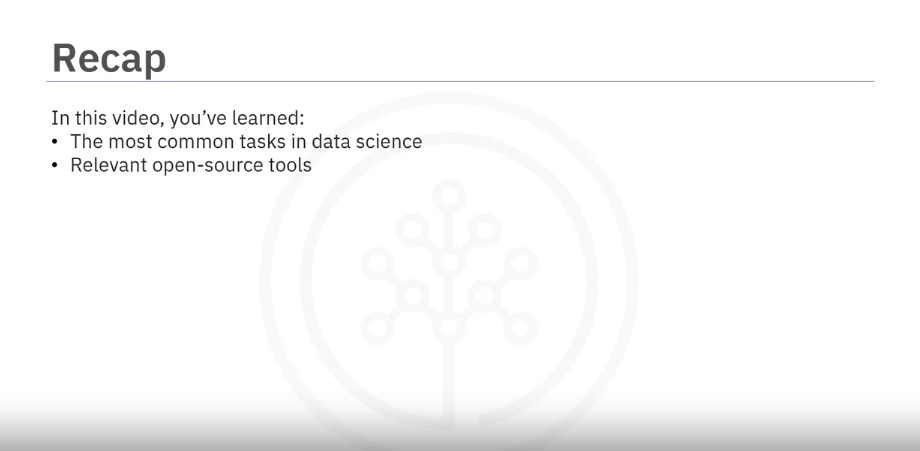 Recap
In this video, you’ve learned:
• The most common tasks in data science
• Relevant open-source tools